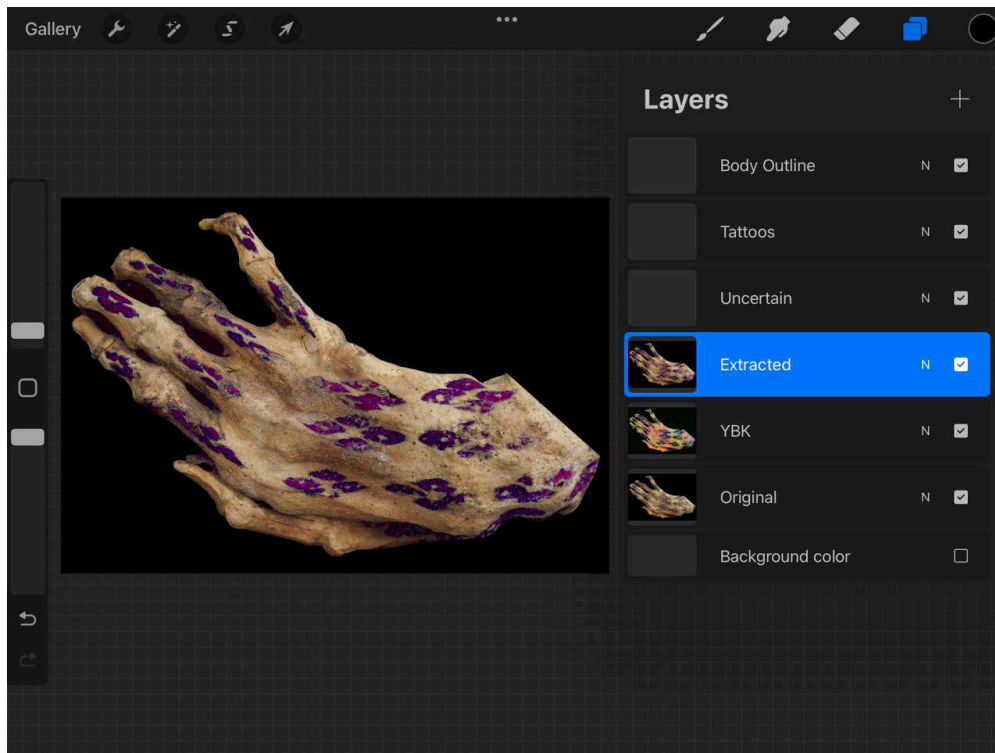 Gallery
Layers
Body Outline N
Tattoos N
Uncertain N
Extracted N
YBK N
Original N
Background color